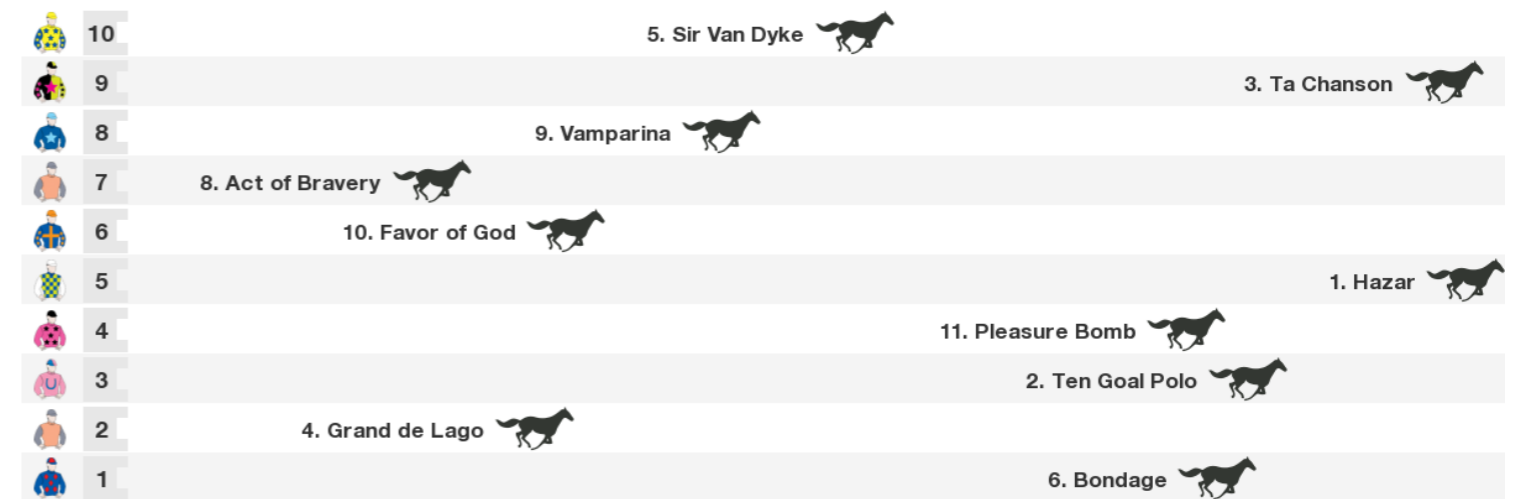 10 5. Sir Van Dyke
9 3. Ta Chanson
8 9. Vamparina
7 8. Act of Bravery
6 10. Favor of God
5 1. Hazar
4 11. Pleasure Bomb
3 2. Ten Goal Polo
2 4. Grand de Lago
1 6. Bondage